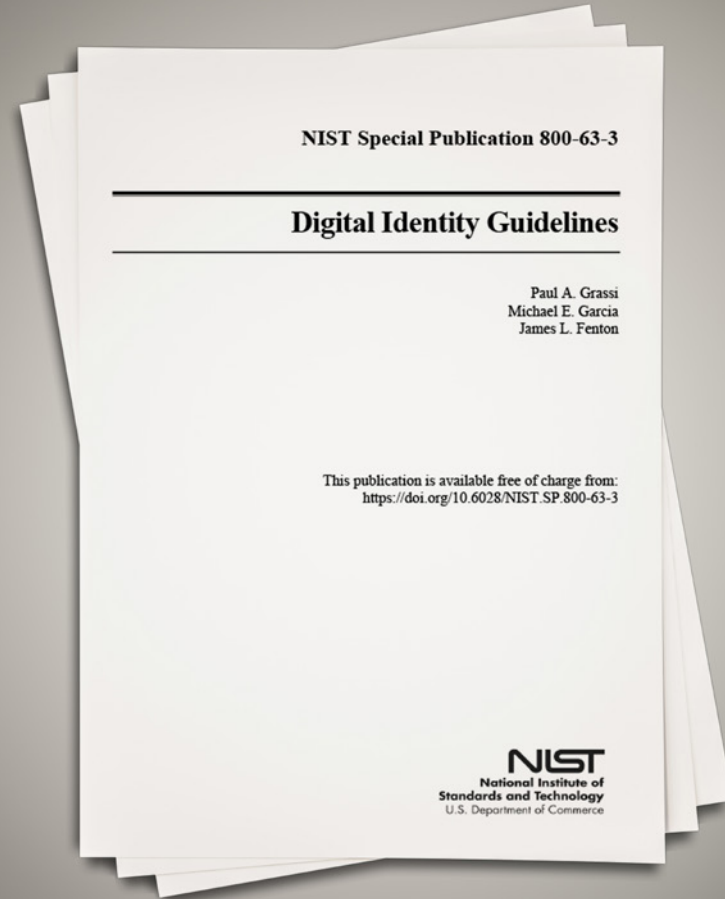 NIST Special Publication 800-63-3
Digital Identity Guidelines
Paul A. Grassi
Michael E. Garcia
James L. Fenton
This publication is available free of charge from:
https://doi.org/10.6028/NIST.SP.800-63-3
NIST
National Institute of
Standards and Technology
U.S. Department of Commerce